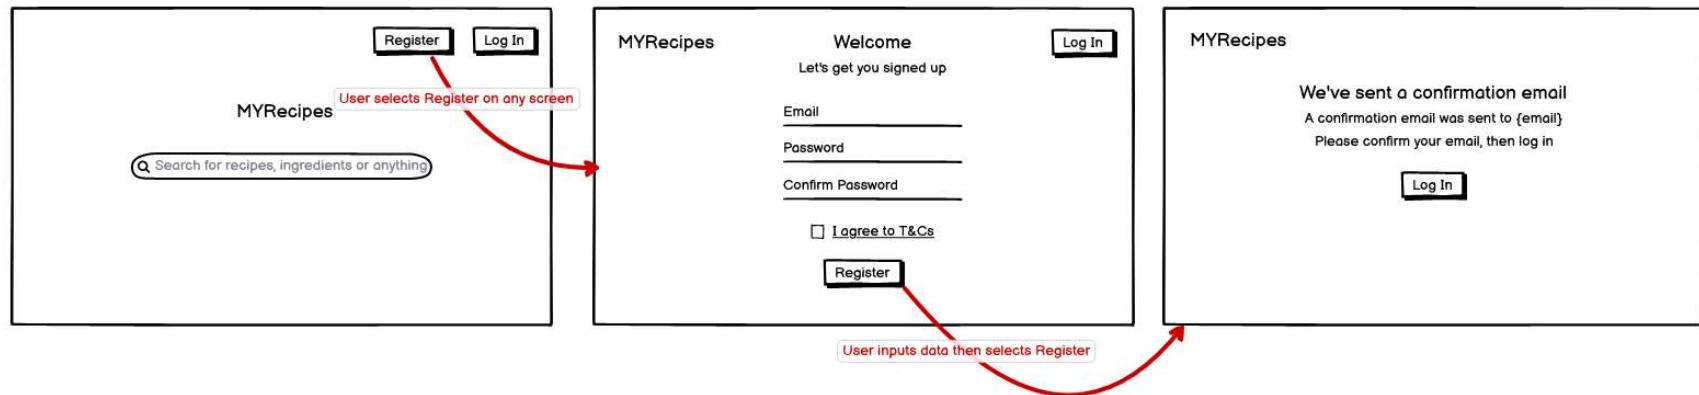 Register Log In
User selects Register on any screen
MYRecipes
Search for recipes, ingredients or anything
MYRecipes
Welcome
Log In
Let's get you signed up
Email
Password
Confirm Password
I agree to T&Cs
Register
User inputs data then selects Register
MYRecipes
We've sent a confirmation email
A confirmation email was sent to {email}
Please confirm your email, then log in
Log In